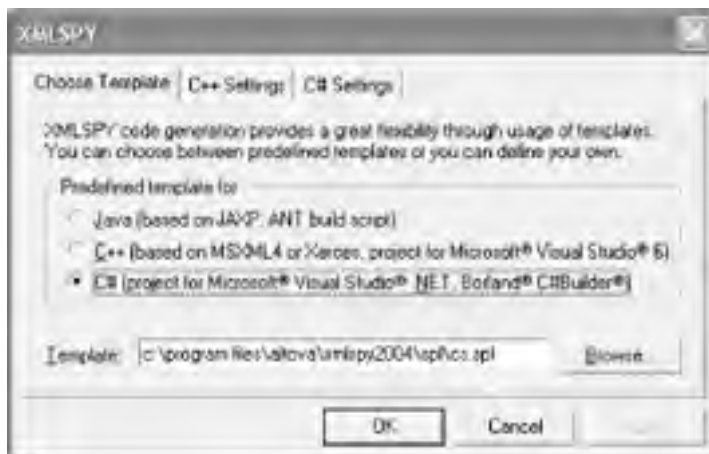 XMLSPY
Choose Template C++ Settings C# Settings
XMLSPY code generation provides a great flexibility through usage of templates.
You can choose between predefined templates or you can define your own.
Predefined template for
Java (based on JAXP, ANT build script)
C++ (based on MSXML4 or Xerces, project for Microsoft® Visual Studio® 6)
C# (project for Microsoft® Visual Studio® .NET, Borland® C#Builder®)
Template: c:\program files\altova\xmlspy2004\spl\cs.spl Browse...
OK Cancel